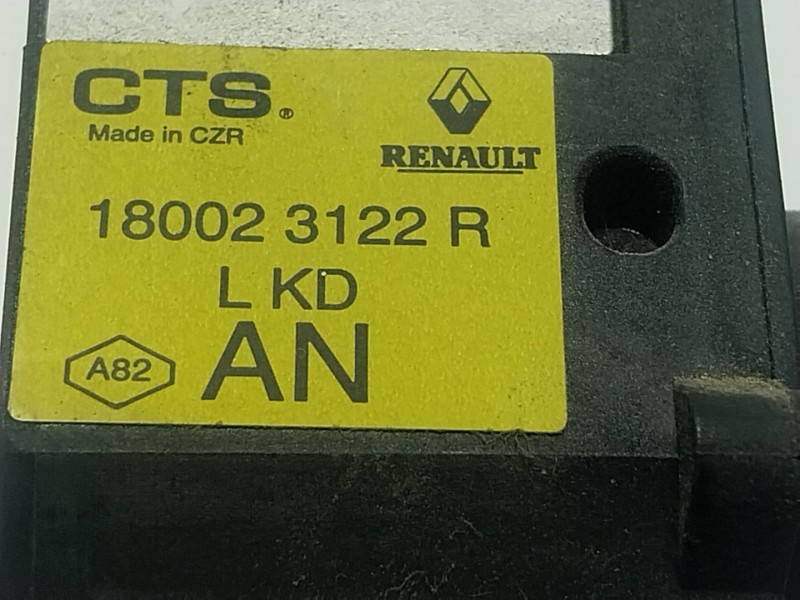 CTS®
Made in CZR
RENAULT
18002 3122 R
L KD
A82
AN